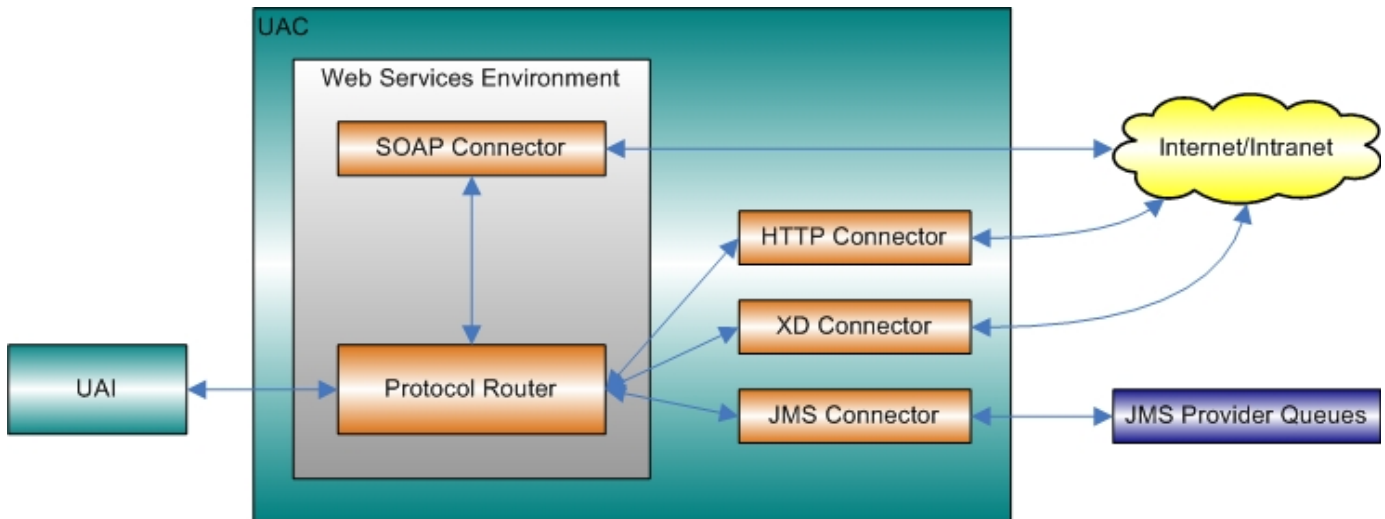 UAC
Web Services Environment
SOAP Connector
Internet/Intranet
HTTP Connector
XD Connector
UAI
Protocol Router
JMS Connector
JMS Provider Queues